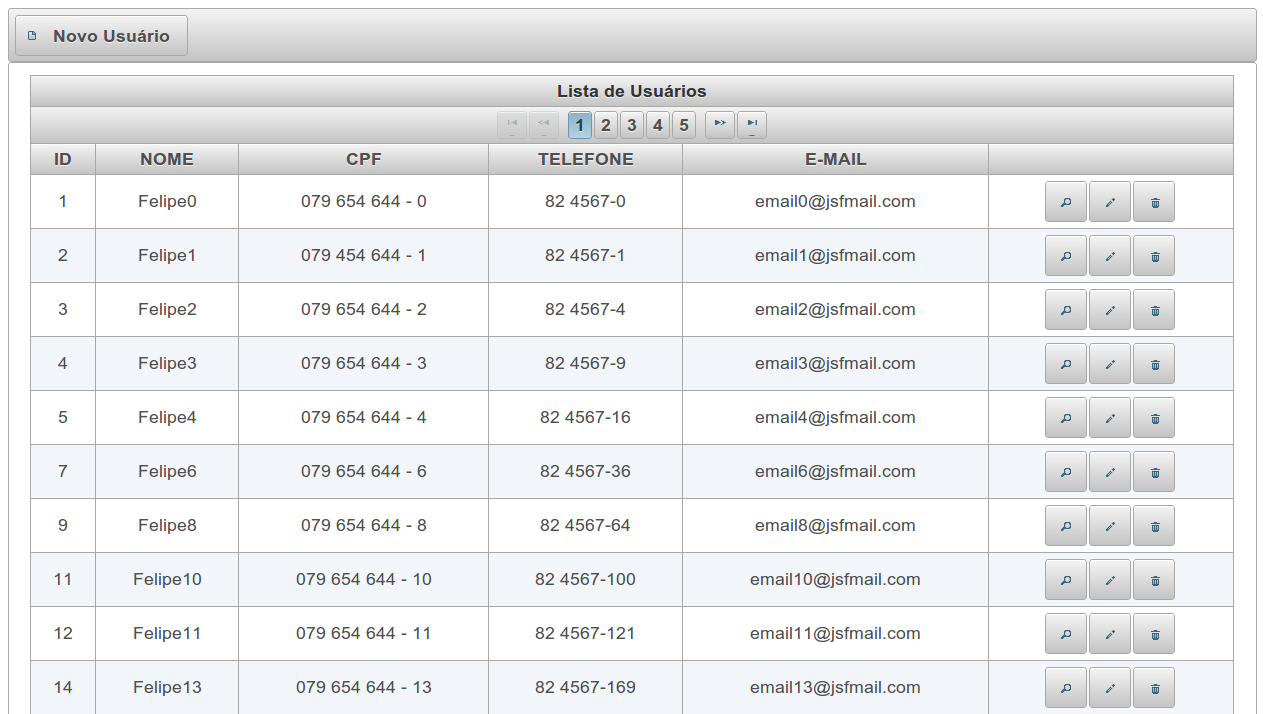 Novo Usuário
Lista de Usuários
1 2 3 4 5
ID NOME CPF TELEFONE E-MAIL
1 Felipe0 079 654 644 - 0 82 4567-0 email0@jsfmail.com
2 Felipe1 079 454 644 - 1 82 4567-1 email1@jsfmail.com
3 Felipe2 079 654 644 - 2 82 4567-4 email2@jsfmail.com
4 Felipe3 079 654 644 - 3 82 4567-9 email3@jsfmail.com
5 Felipe4 079 654 644 - 4 82 4567-16 email4@jsfmail.com
7 Felipe6 079 654 644 - 6 82 4567-36 email6@jsfmail.com
9 Felipe8 079 654 644 - 8 82 4567-64 email8@jsfmail.com
11 Felipe10 079 654 644 - 10 82 4567-100 email10@jsfmail.com
12 Felipe11 079 654 644 - 11 82 4567-121 email11@jsfmail.com
14 Felipe13 079 654 644 - 13 82 4567-169 email13@jsfmail.com